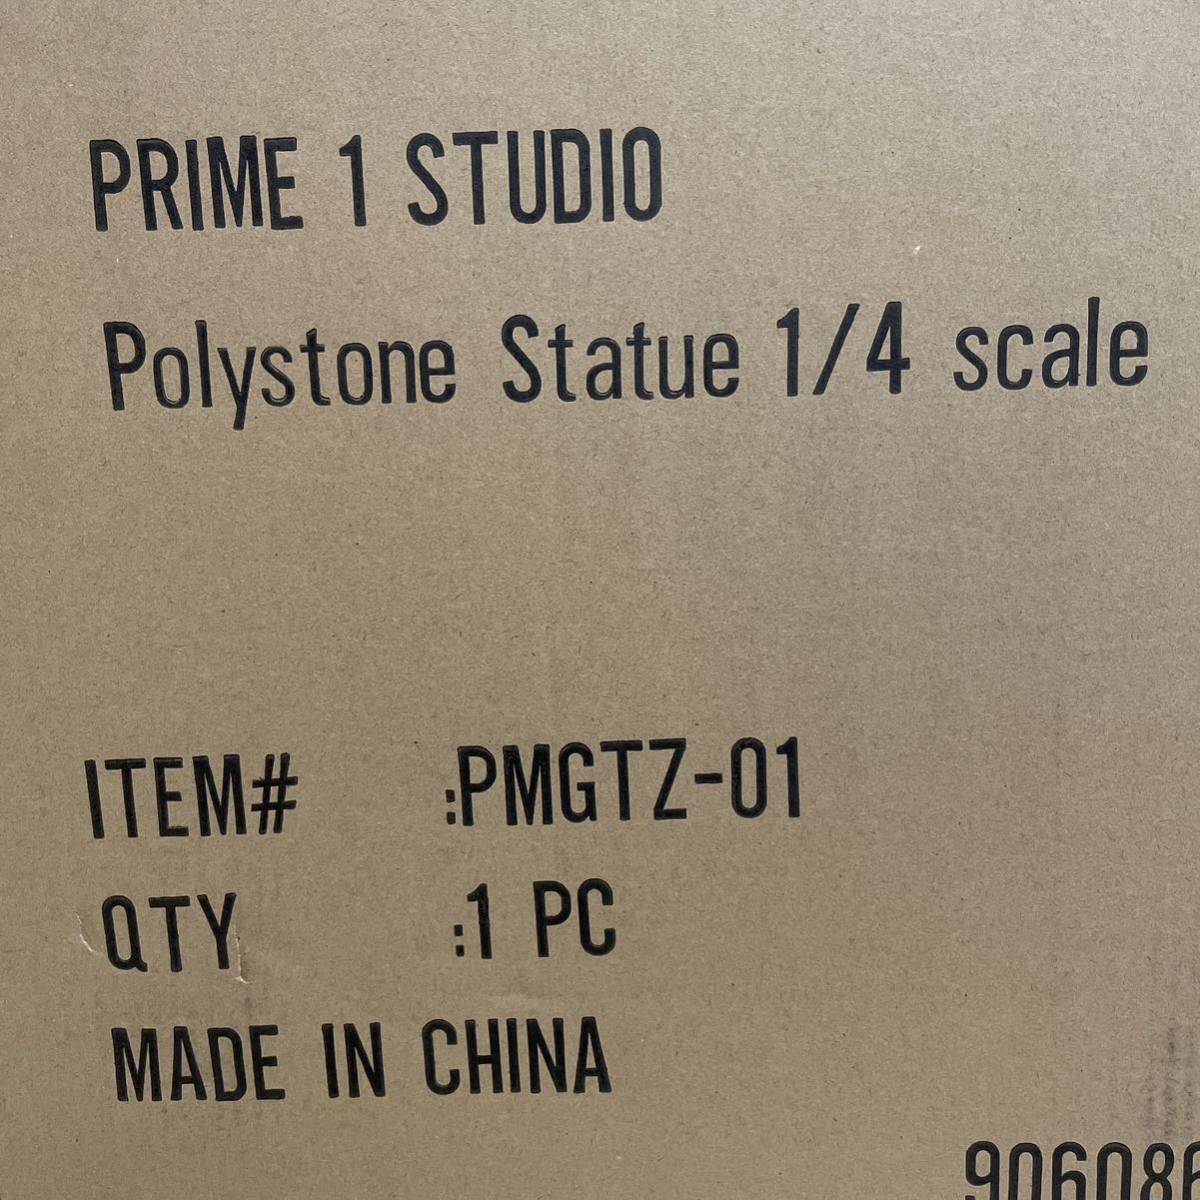 PRIME 1 STUDIO
Polystone Statue 1/4 scale
ITEM# :PMGTZ-01
QTY :1 PC
MADE IN CHINA